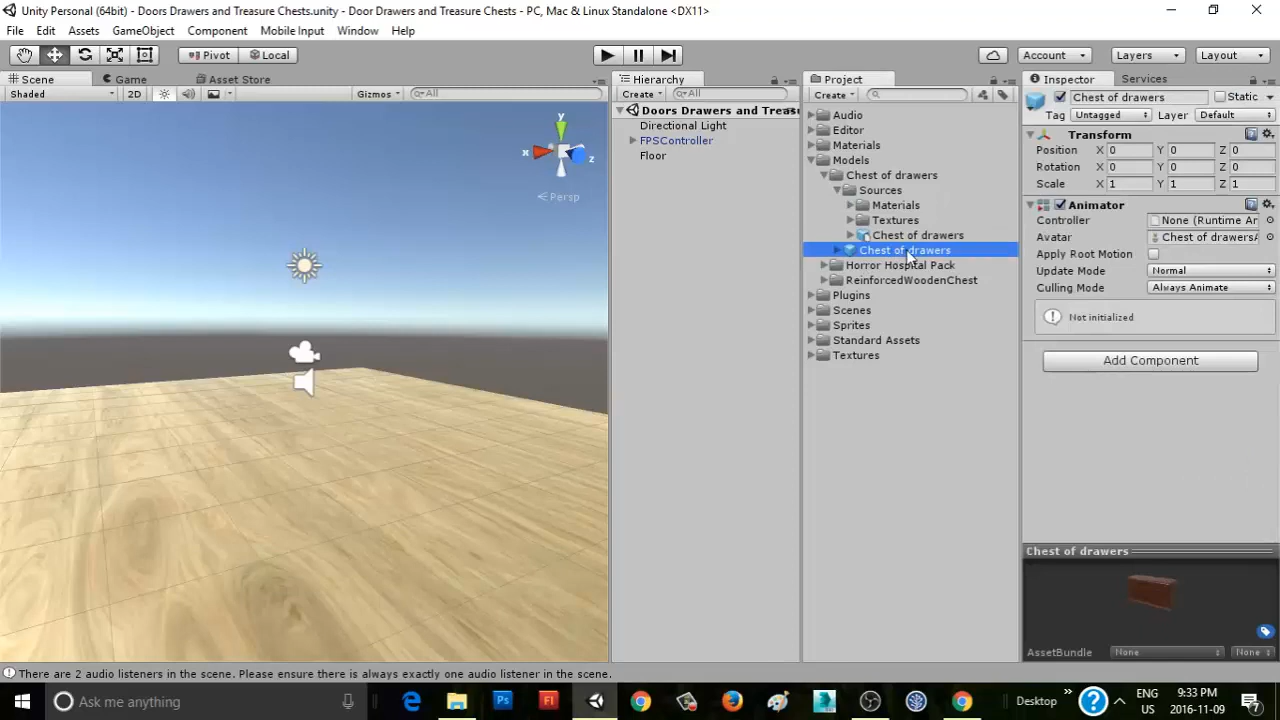 Unity Personal (64bit) - Doors Drawers and Treasure Chests.unity - Door Drawers and Treasure Chests - PC, Mac & Linux Standalone <DX11>
File Edit Assets GameObject Component Mobile Input Window Help
Pivot Local Account Layers Layout
Scene Game Asset Store
Shaded 2D Gizmos All
y
x
z
Persp
Hierarchy
Create All
Doors Drawers and Treas
Directional Light
FPSController
Floor
Project
Create
Audio
Editor
Materials
Models
Chest of drawers
Sources
Materials
Textures
Chest of drawers
Chest of drawers
Horror Hospital Pack
ReinforcedWoodenChest
Plugins
Scenes
Sprites
Standard Assets
Textures
Inspector Services
Chest of drawers Static
Tag Untagged Layer Default
Transform
Position X 0 Y 0 Z 0
Rotation X 0 Y 0 Z 0
Scale X 1 Y 1 Z 1
Animator
Controller None (Runtime Ar
Avatar Chest of drawersA
Apply Root Motion
Update Mode Normal
Culling Mode Always Animate
Not initialized
Add Component
Chest of drawers
AssetBundle None None
There are 2 audio listeners in the scene. Please ensure there is always exactly one audio listener in the scene.
Ask me anything
Desktop
ENG 9:33 PM
US 2016-11-09